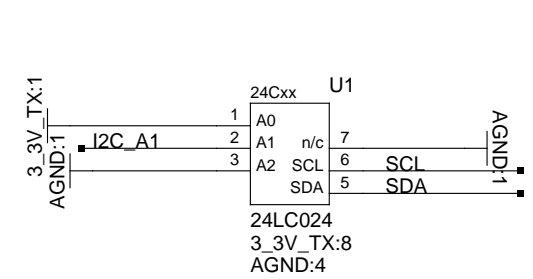 24Cxx U1
3_3V_TX:1
1 A0
I2C_A1 2 A1 n/c 7
3 A2 SCL 6 SCL
AGND:1
SDA 5 SDA
AGND:1
24LC024
3_3V_TX:8
AGND:4